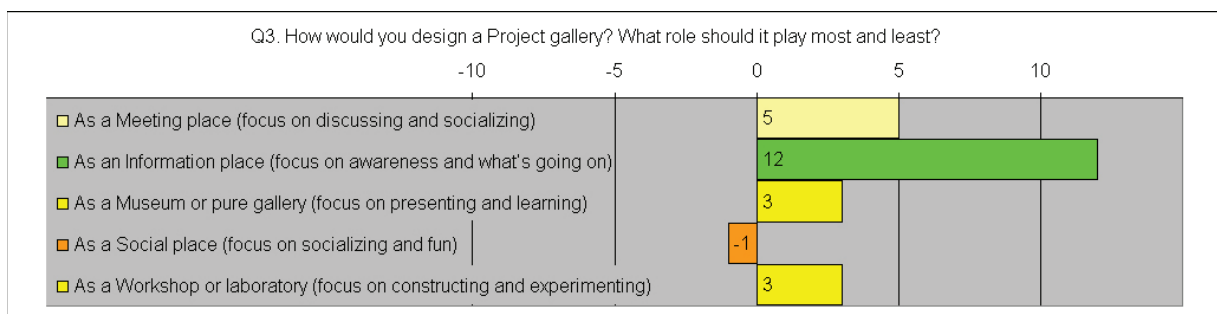 Q3. How would you design a Project gallery? What role should it play most and least?
-10 -5 0 5 10
As a Meeting place (focus on discussing and socializing) 5
As an Information place (focus on awareness and what's going on) 12
As a Museum or pure gallery (focus on presenting and learning) 3
As a Social place (focus on socializing and fun) -1
As a Workshop or laboratory (focus on constructing and experimenting) 3